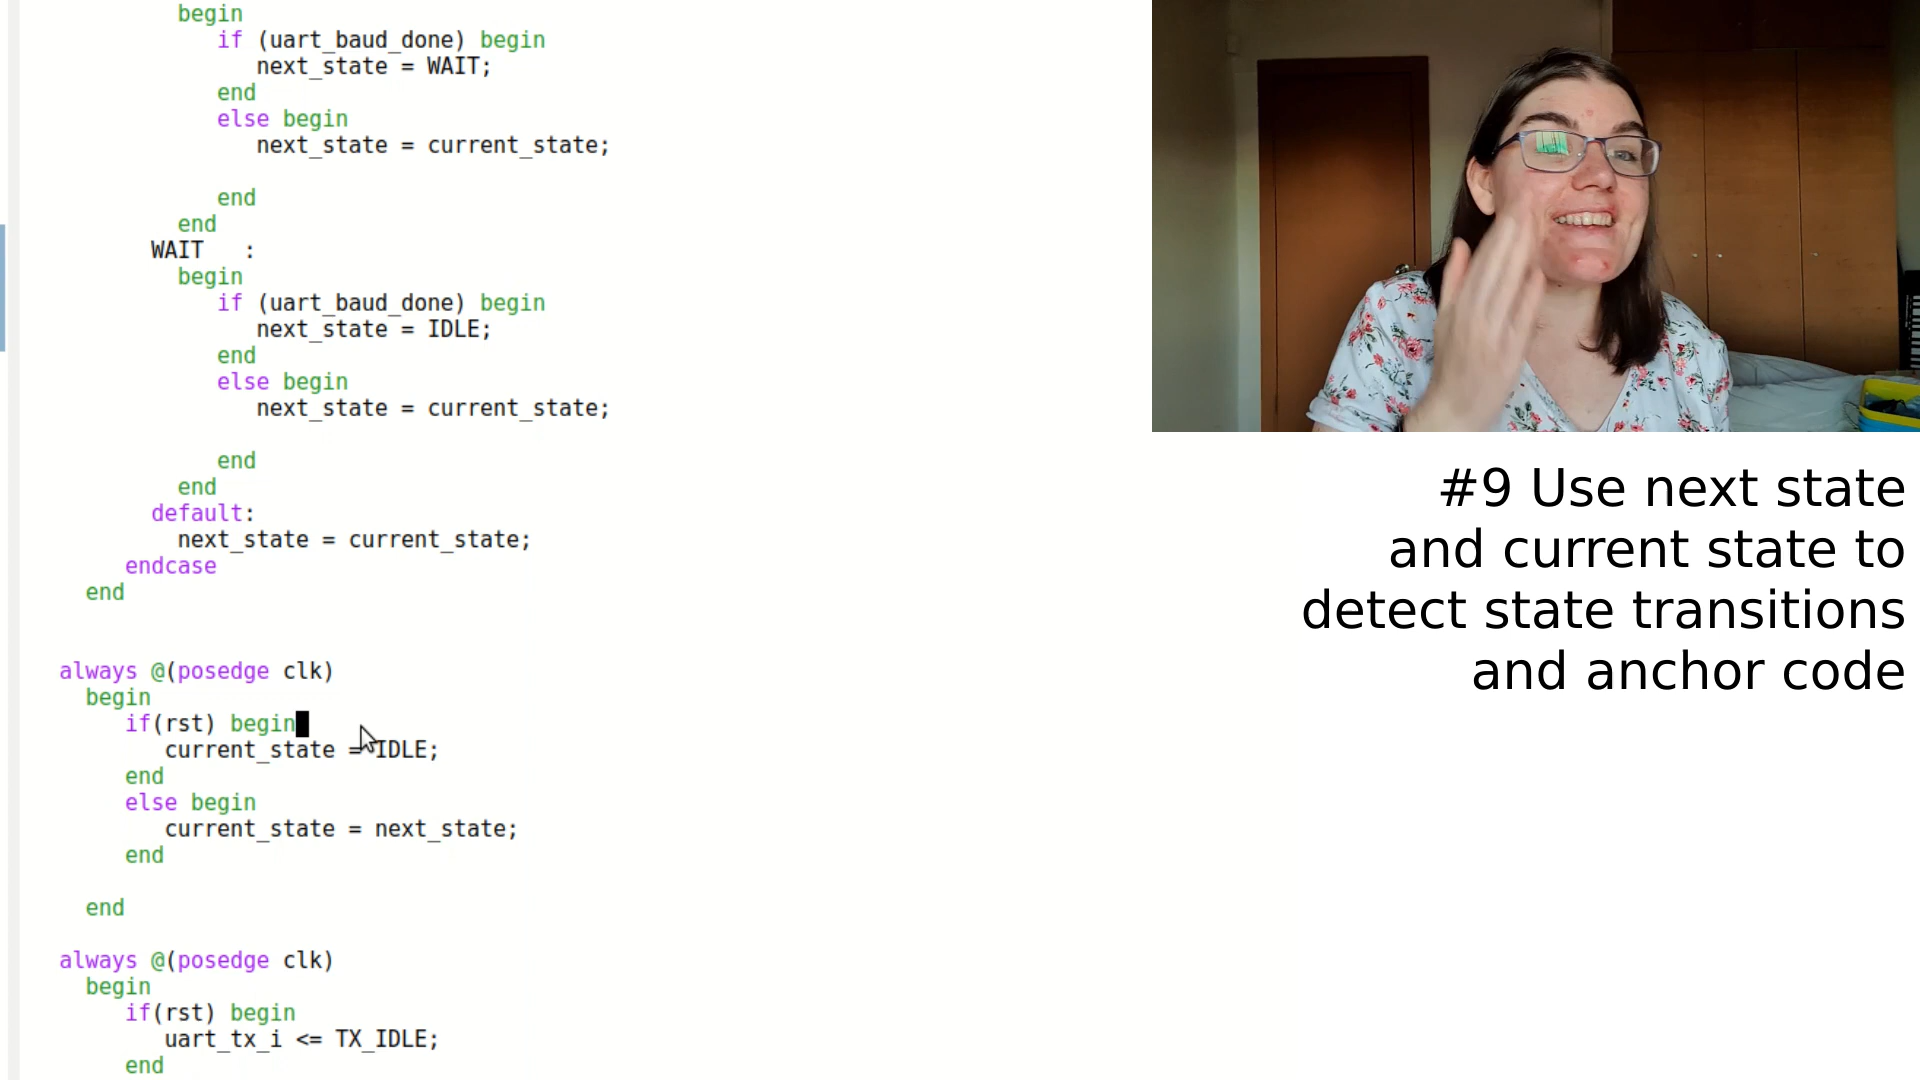 begin
if (uart_baud_done) begin
next_state = WAIT;
end
else begin
next_state = current_state;
end
end
WAIT   :
begin
if (uart_baud_done) begin
next_state = IDLE;
end
else begin
next_state = current_state;
end
end
default:
next_state = current_state;
endcase
end
always @(posedge clk)
begin
if(rst) begin
current_state = IDLE;
end
else begin
current_state = next_state;
end
end
always @(posedge clk)
begin
if(rst) begin
uart_tx_i <= TX_IDLE;
end
#9 Use next state
and current state to
detect state transitions
and anchor code